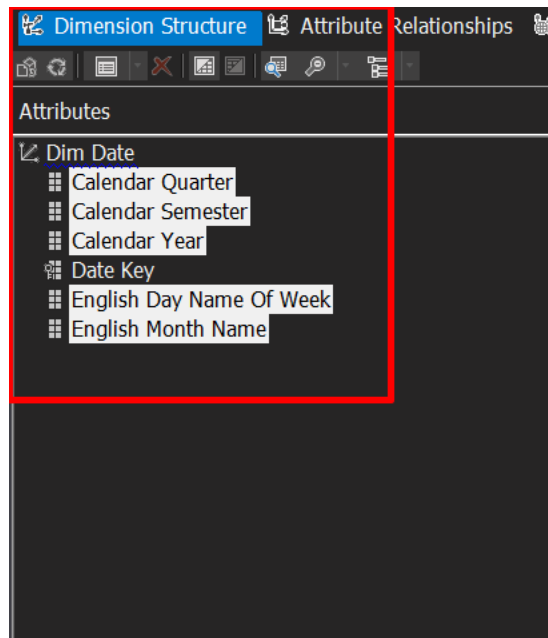 Dimension Structure Attribute Relationships
Attributes
Dim Date
Calendar Quarter
Calendar Semester
Calendar Year
Date Key
English Day Name Of Week
English Month Name